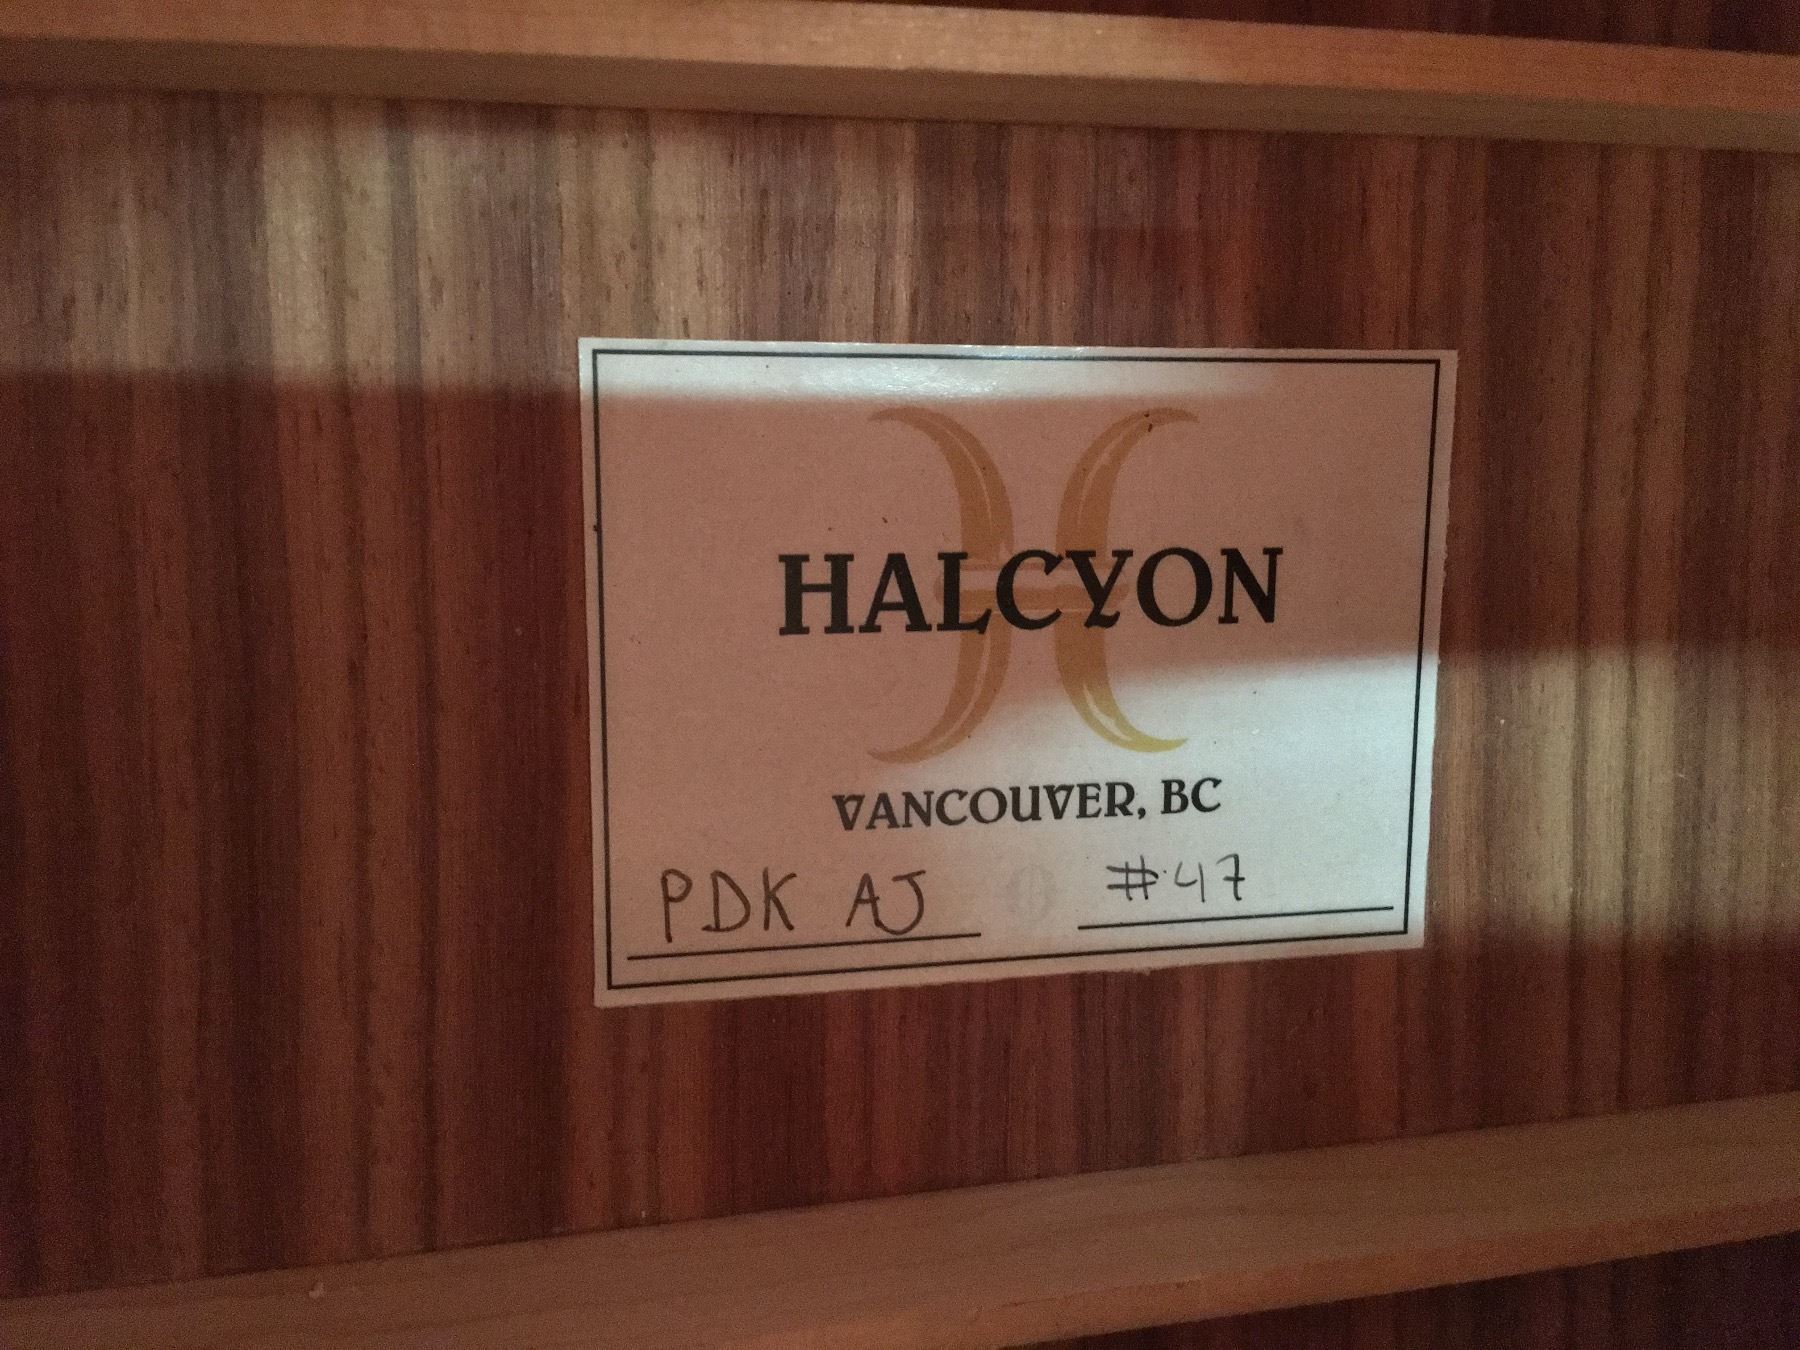 HALCYON
VANCOUVER, BC
PDK AJ #47